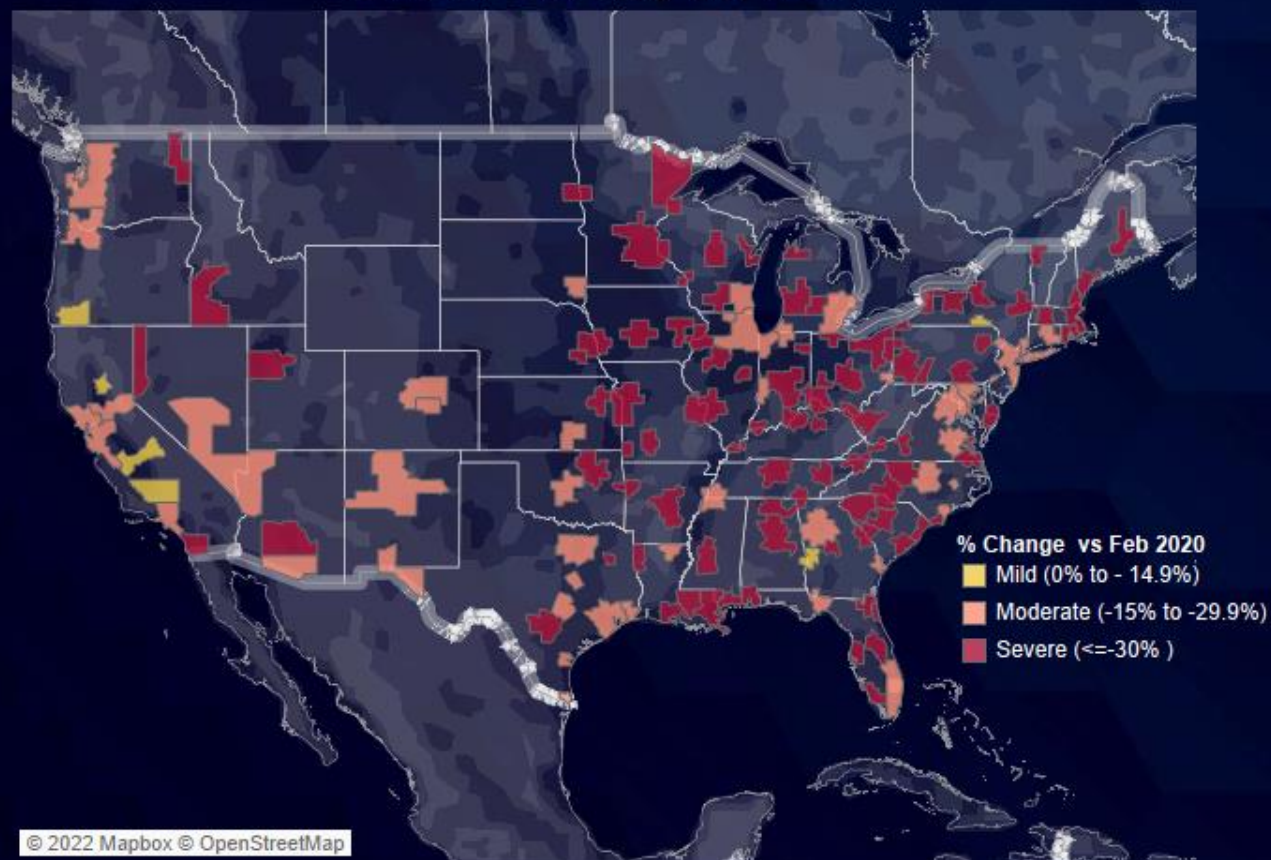 % Change vs Feb 2020
Mild (0% to - 14.9%)
Moderate (-15% to -29.9%)
Severe (<=-30% )
© 2022 Mapbox © OpenStreetMap